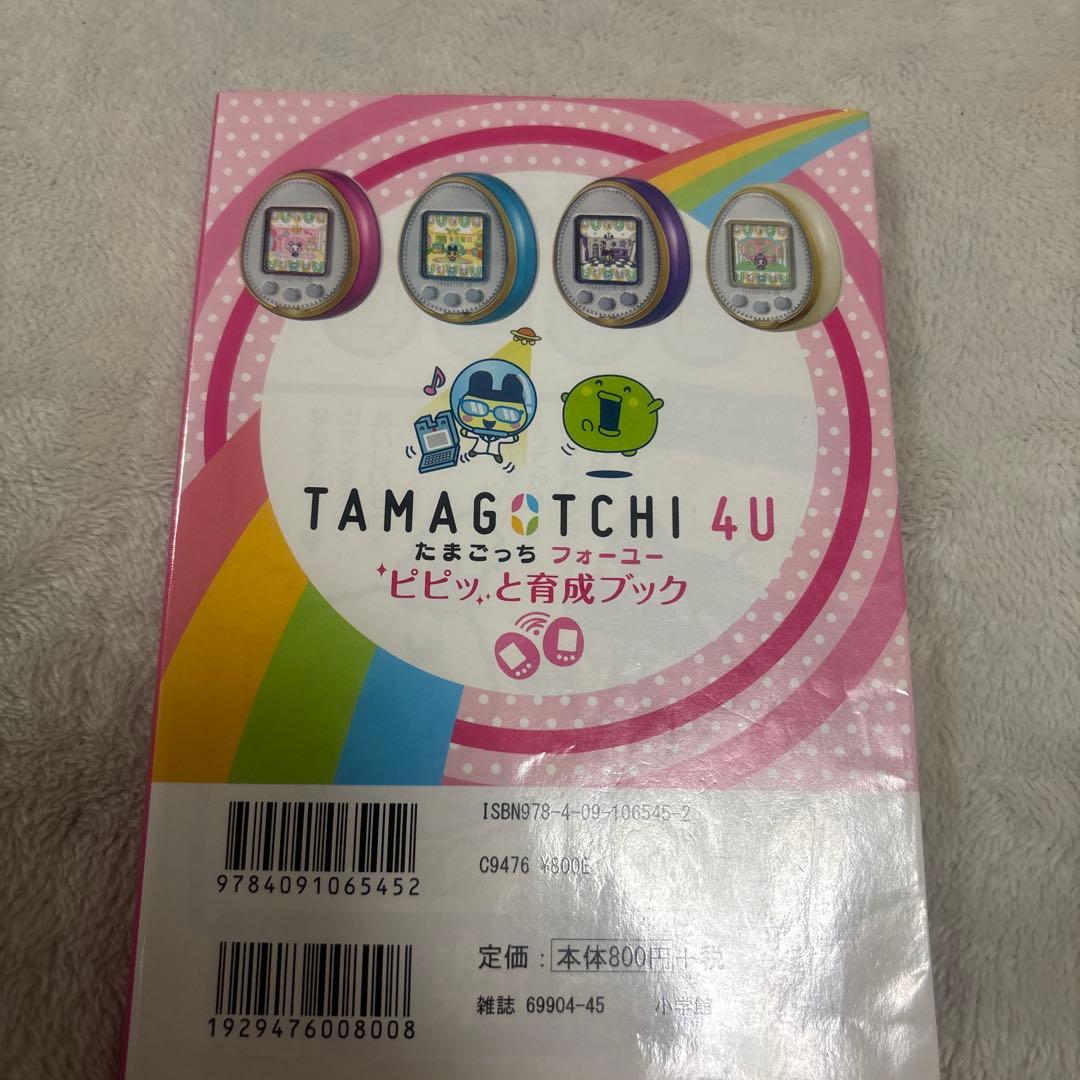 TAMAGOTCHI 4U
たまごっち フォーユー
ピピッと育成ブック
ISBN978-4-09-106545-2
C9476 ¥800E
9784091065452
定価：本体800円+税
雑誌 69904-45 小学館
1929476008008